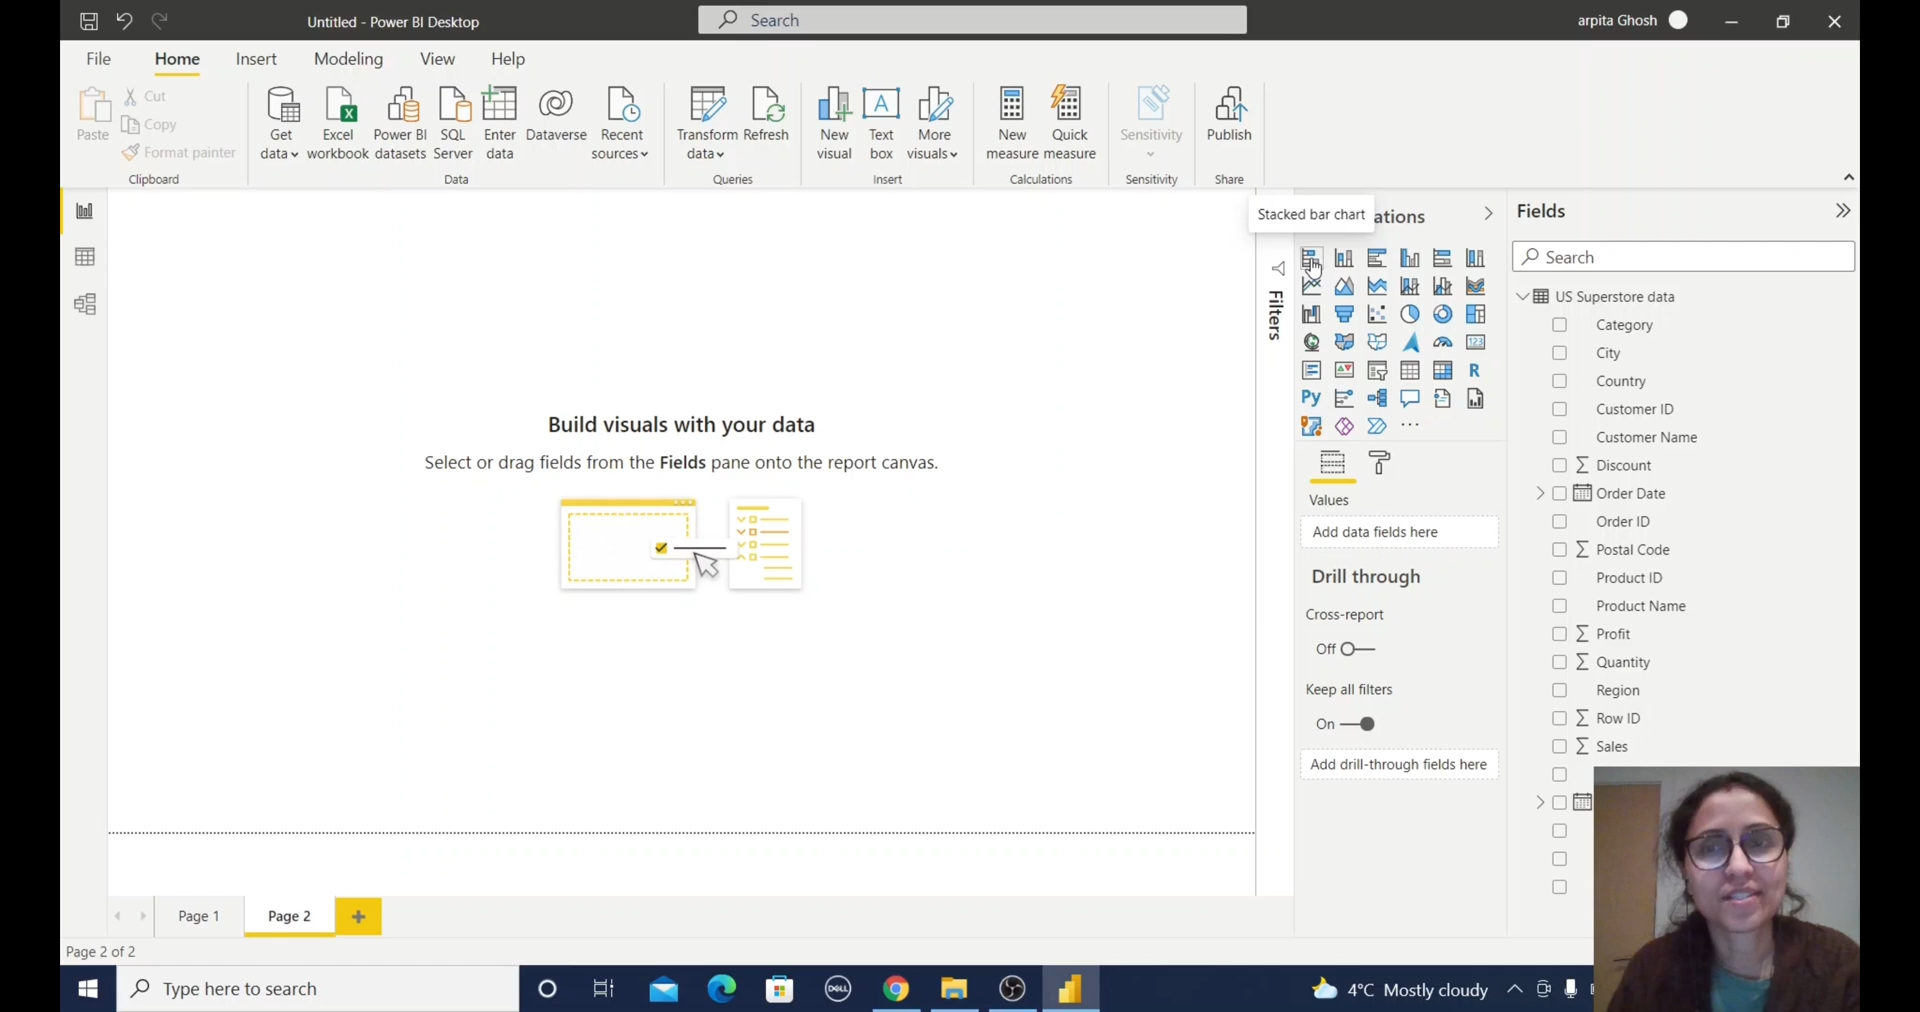 Untitled - Power BI Desktop
Search
arpita Ghosh
File
Home
Insert
Modeling
View
Help
Paste
Cut
Copy
Format painter
Clipboard
Get data
Excel workbook
Power BI datasets
SQL Server
Enter data
Dataverse
Recent sources
Data
Transform data
Refresh
Queries
New visual
Text box
More visuals
Insert
New measure
Quick measure
Calculations
Sensitivity
Sensitivity
Publish
Share
Stacked bar chart
ations
Filters
123
R
Py
Values
Add data fields here
Drill through
Cross-report
Off
Keep all filters
On
Add drill-through fields here
Fields
Search
US Superstore data
Category
City
Country
Customer ID
Customer Name
Discount
Order Date
Order ID
Postal Code
Product ID
Product Name
Profit
Quantity
Region
Row ID
Sales
Build visuals with your data
Select or drag fields from the Fields pane onto the report canvas.
Page 1
Page 2
Page 2 of 2
Type here to search
DELL
4°C Mostly cloudy